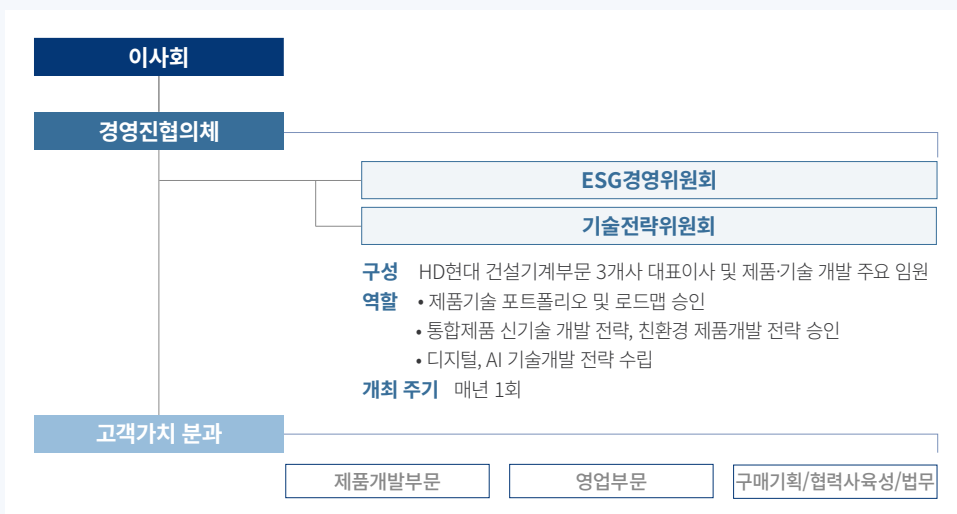 이사회
경영진협의체
ESG경영위원회
기술전략위원회
구성 HD현대 건설기계부문 3개사 대표이사 및 제품·기술 개발 주요 임원
역할 • 제품기술 포트폴리오 및 로드맵 승인
• 통합제품 신기술 개발 전략, 친환경 제품개발 전략 승인
• 디지털, AI 기술개발 전략 수립
개최 주기 매년 1회
고객가치 분과
제품개발부문 영업부문 구매기획/협력사육성/법무